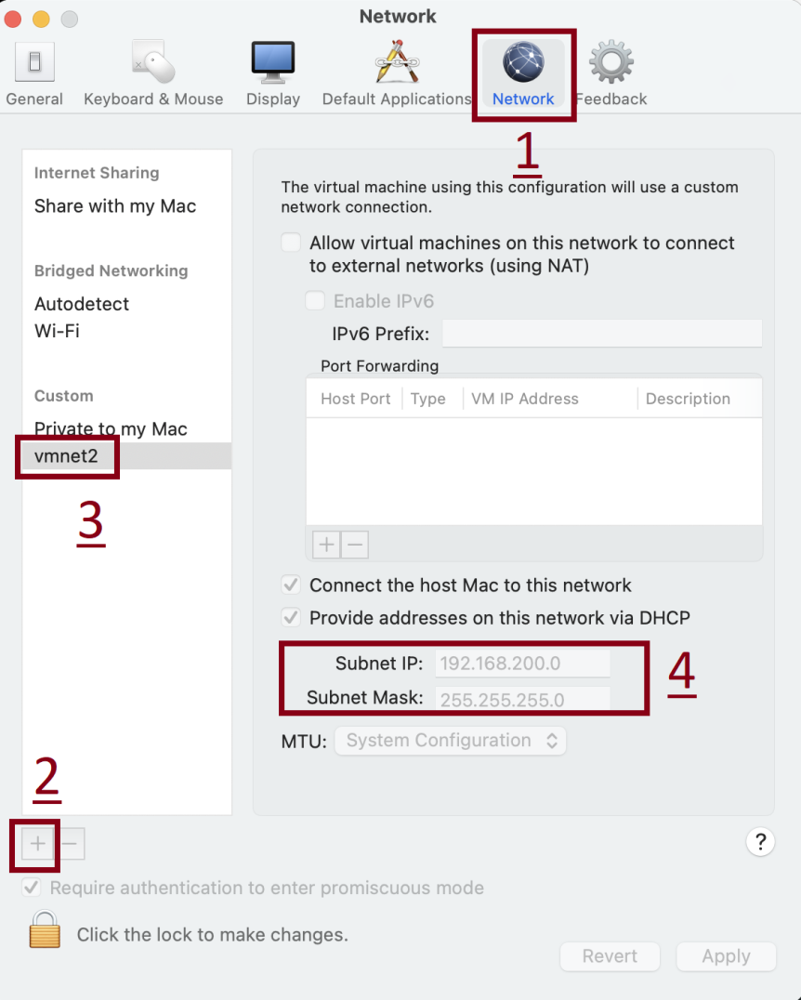 Network
General
Keyboard & Mouse
Display
Default Applications
Network
Feedback
1
Internet Sharing
Share with my Mac
Bridged Networking
Autodetect
Wi-Fi
Custom
Private to my Mac
vmnet2
3
2
+ −
The virtual machine using this configuration will use a custom
network connection.
Allow virtual machines on this network to connect
to external networks (using NAT)
Enable IPv6
IPv6 Prefix:
Port Forwarding
Host Port Type VM IP Address Description
+ −
Connect the host Mac to this network
Provide addresses on this network via DHCP
Subnet IP: 192.168.200.0
Subnet Mask: 255.255.255.0
4
MTU: System Configuration
?
Require authentication to enter promiscuous mode
Click the lock to make changes.
Revert
Apply